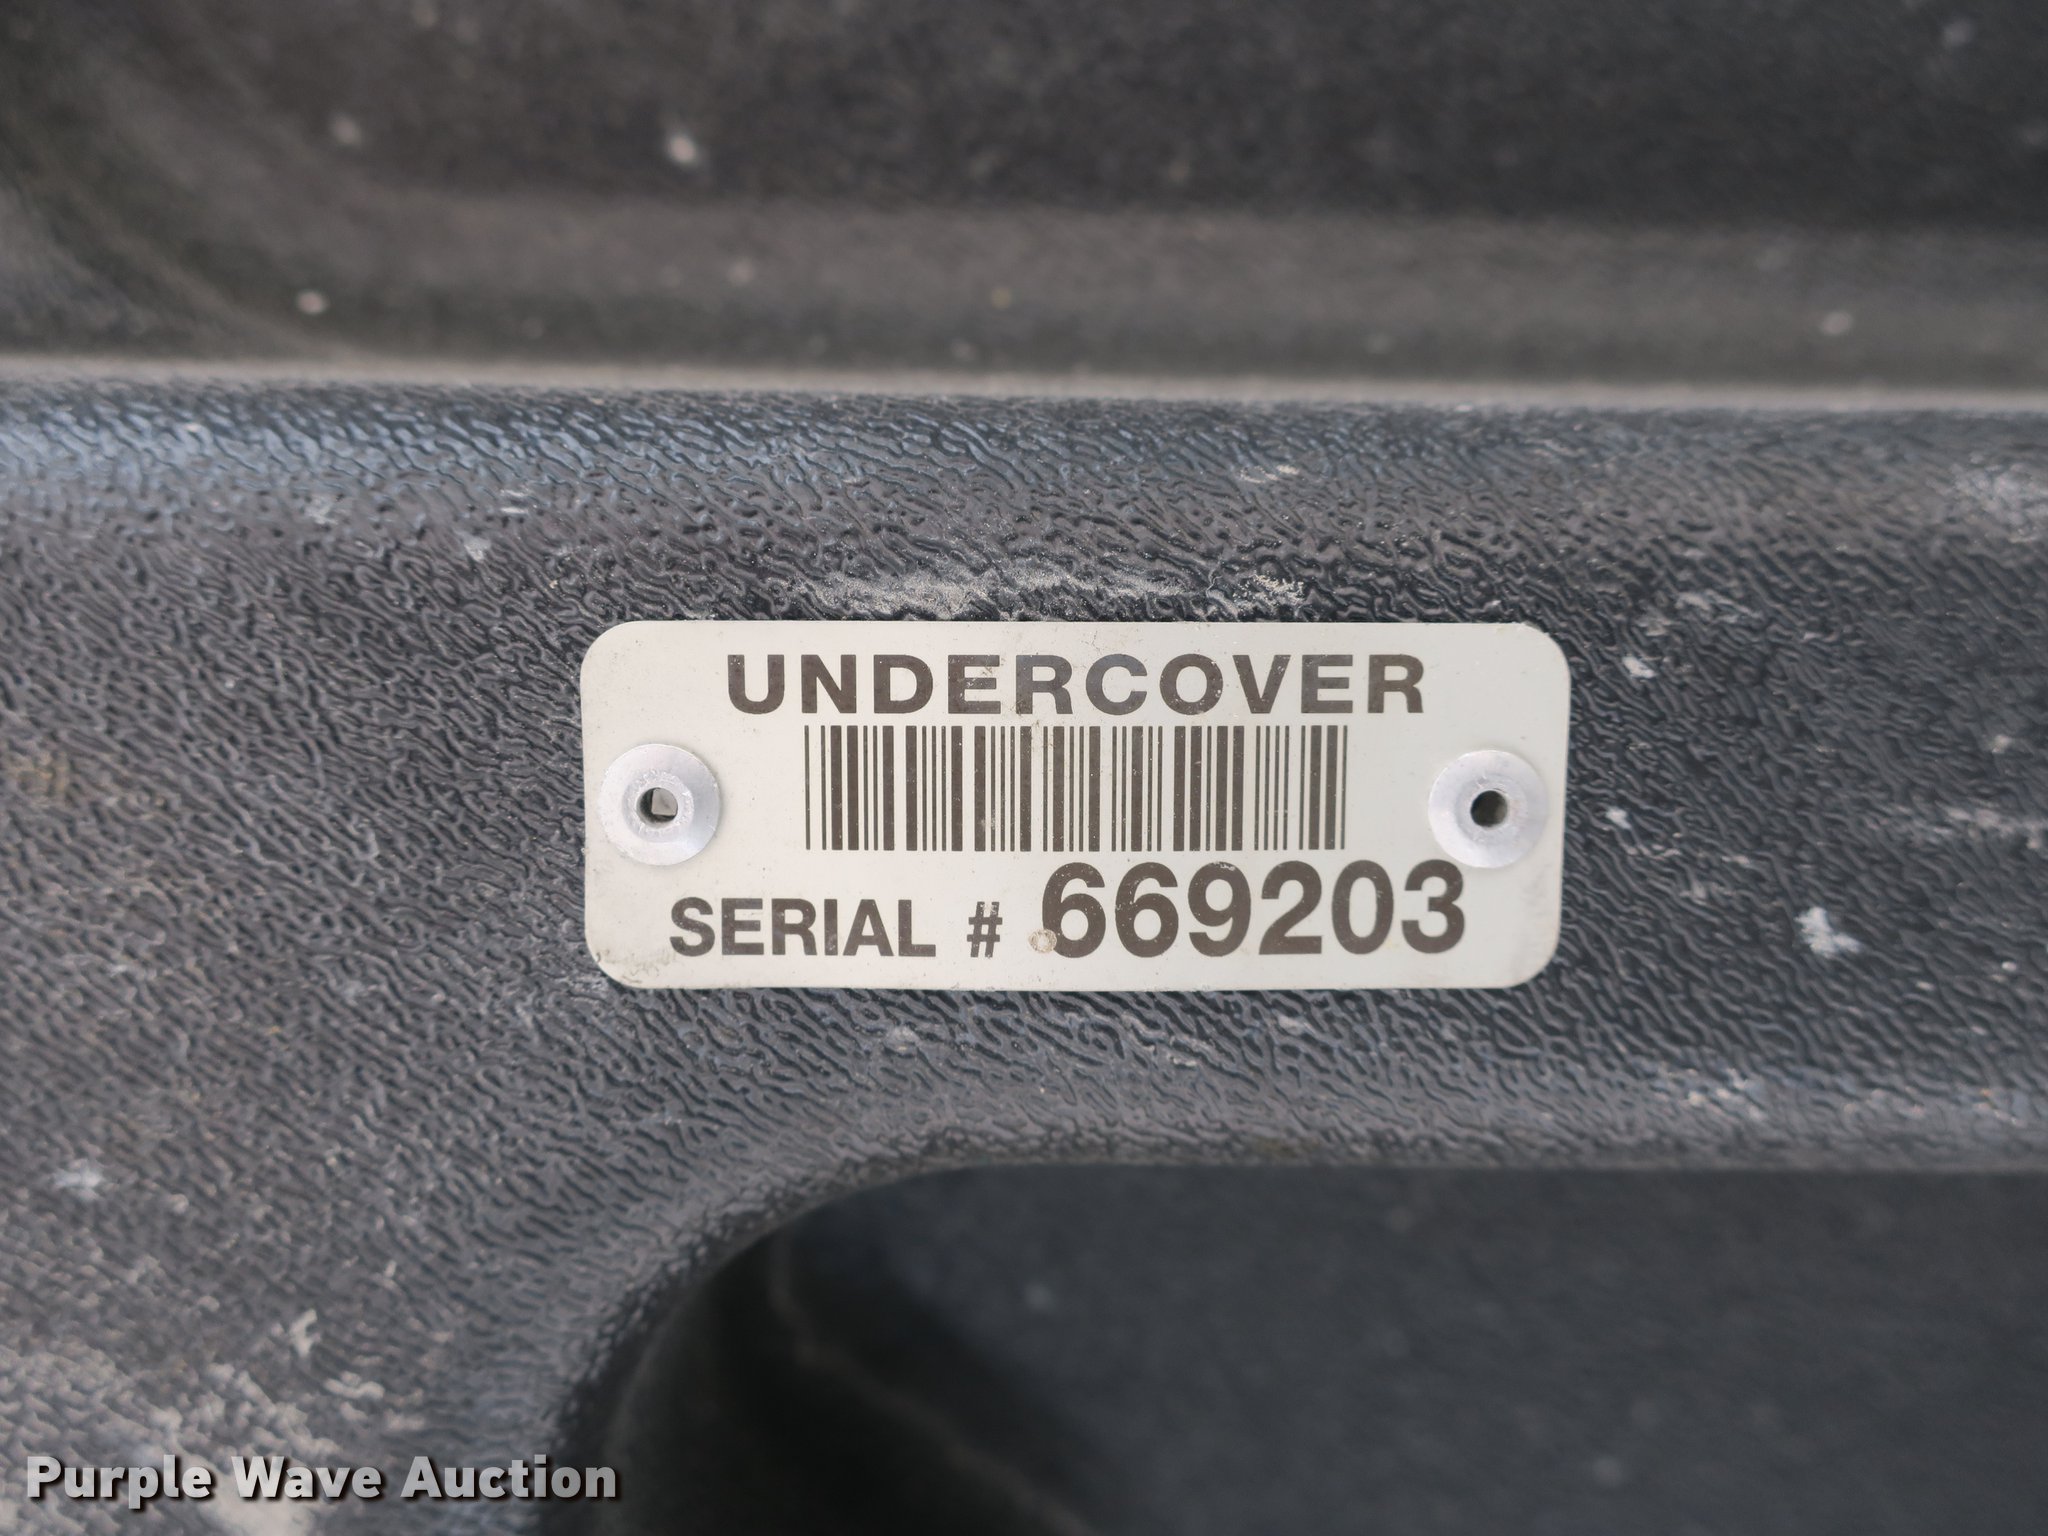 UNDERCOVER
SERIAL # 669203
Purple Wave Auction